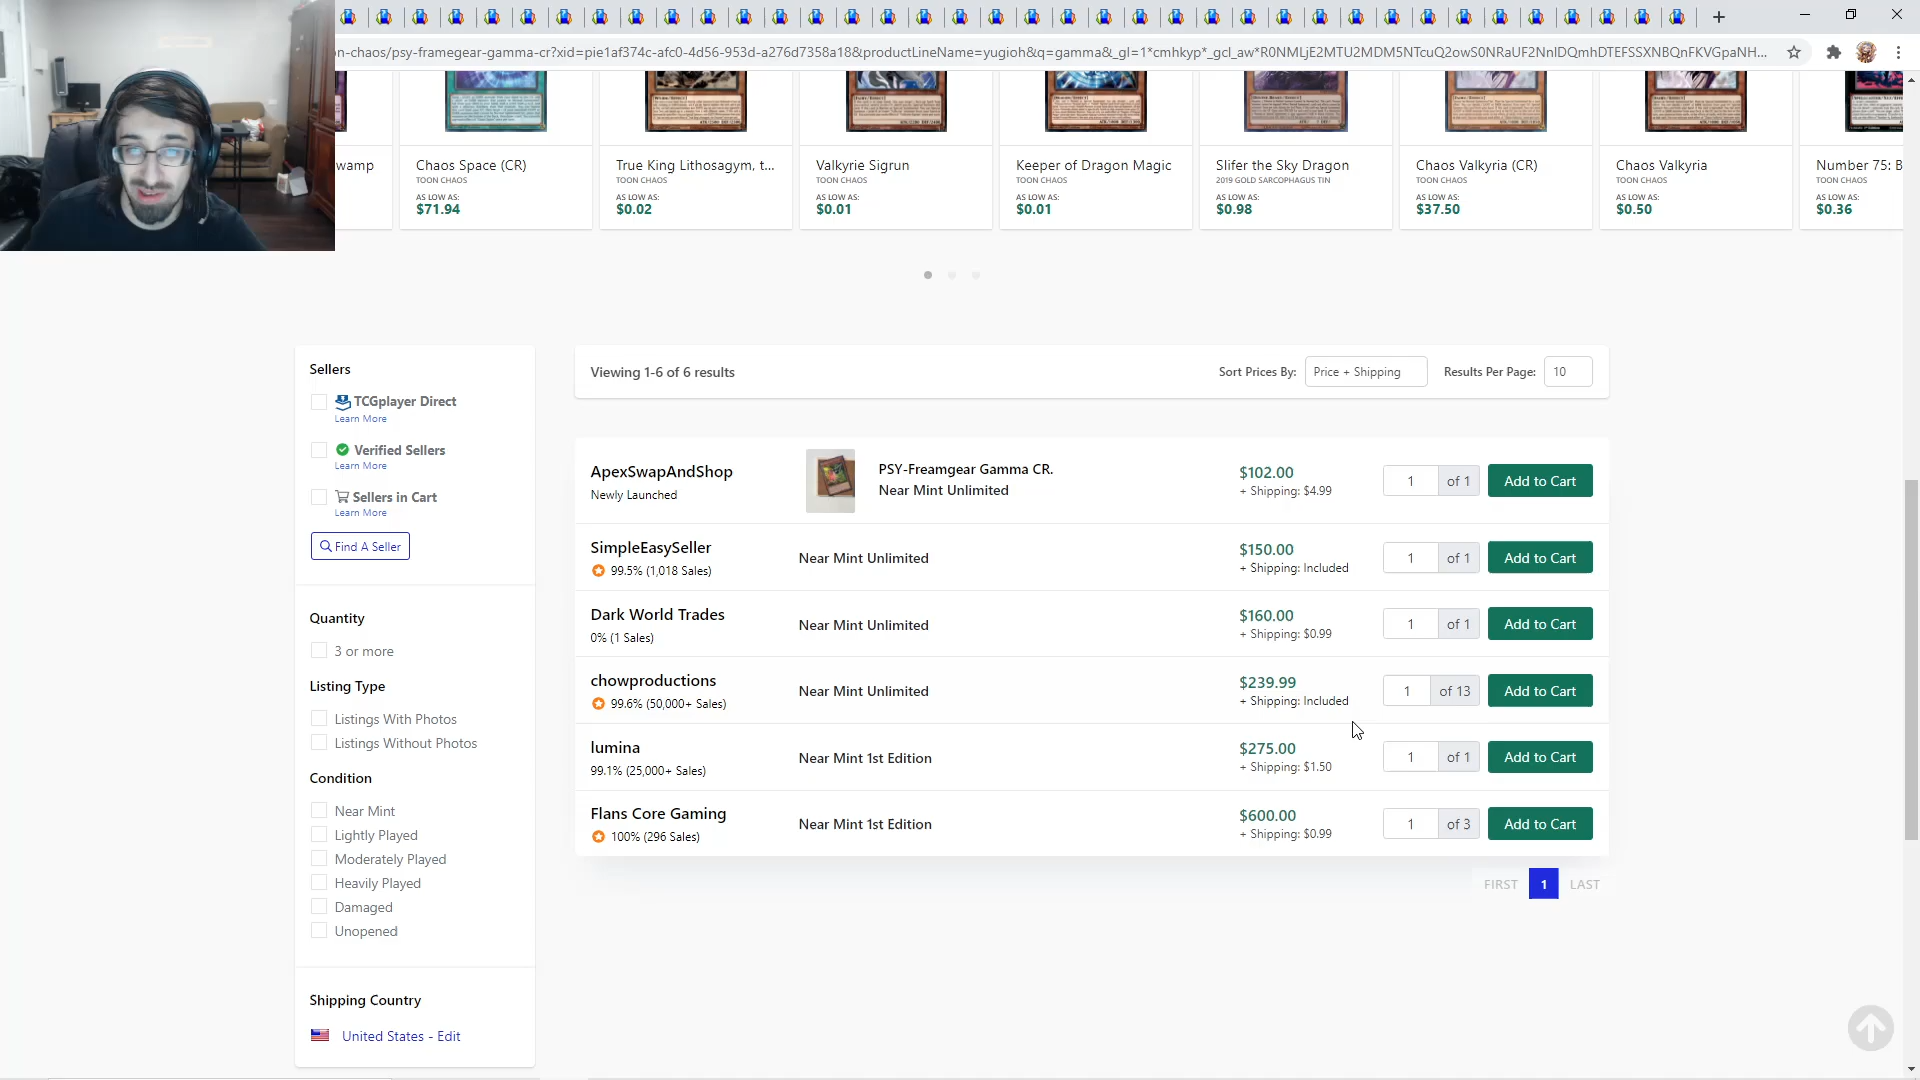 n-chaos/psy-framegear-gamma-cr?xid=pie1af374c-afc0-4d56-953d-a276d7358a18&productLineName=yugioh&q=gamma&_gl=1*cmhkyp*_gcl_aw*R0NMLjE2MTU2MDM5NTcuQ2owS0NRaUF2NnlDQmhDTEFSSXNBQnFKVGpaNH...
wamp
Chaos Space (CR)
TOON CHAOS
AS LOW AS:
$71.94
True King Lithosagym, t...
TOON CHAOS
AS LOW AS:
$0.02
Valkyrie Sigrun
TOON CHAOS
AS LOW AS:
$0.01
Keeper of Dragon Magic
TOON CHAOS
AS LOW AS:
$0.01
Slifer the Sky Dragon
2019 GOLD SARCOPHAGUS TIN
AS LOW AS:
$0.98
Chaos Valkyria (CR)
TOON CHAOS
AS LOW AS:
$37.50
Chaos Valkyria
TOON CHAOS
AS LOW AS:
$0.50
Number 75: B
TOON CHAOS
AS LOW AS:
$0.36
Sellers
TCGplayer Direct
Learn More
Verified Sellers
Learn More
Sellers in Cart
Learn More
Find A Seller
Quantity
3 or more
Listing Type
Listings With Photos
Listings Without Photos
Condition
Near Mint
Lightly Played
Moderately Played
Heavily Played
Damaged
Unopened
Shipping Country
United States - Edit
Viewing 1-6 of 6 results
Sort Prices By: Price + Shipping
Results Per Page: 10
ApexSwapAndShop
Newly Launched
PSY-Freamgear Gamma CR.
Near Mint Unlimited
$102.00
+ Shipping: $4.99
1 of 1 Add to Cart
SimpleEasySeller
99.5% (1,018 Sales)
Near Mint Unlimited
$150.00
+ Shipping: Included
1 of 1 Add to Cart
Dark World Trades
0% (1 Sales)
Near Mint Unlimited
$160.00
+ Shipping: $0.99
1 of 1 Add to Cart
chowproductions
99.6% (50,000+ Sales)
Near Mint Unlimited
$239.99
+ Shipping: Included
1 of 13 Add to Cart
lumina
99.1% (25,000+ Sales)
Near Mint 1st Edition
$275.00
+ Shipping: $1.50
1 of 1 Add to Cart
Flans Core Gaming
100% (296 Sales)
Near Mint 1st Edition
$600.00
+ Shipping: $0.99
1 of 3 Add to Cart
FIRST 1 LAST